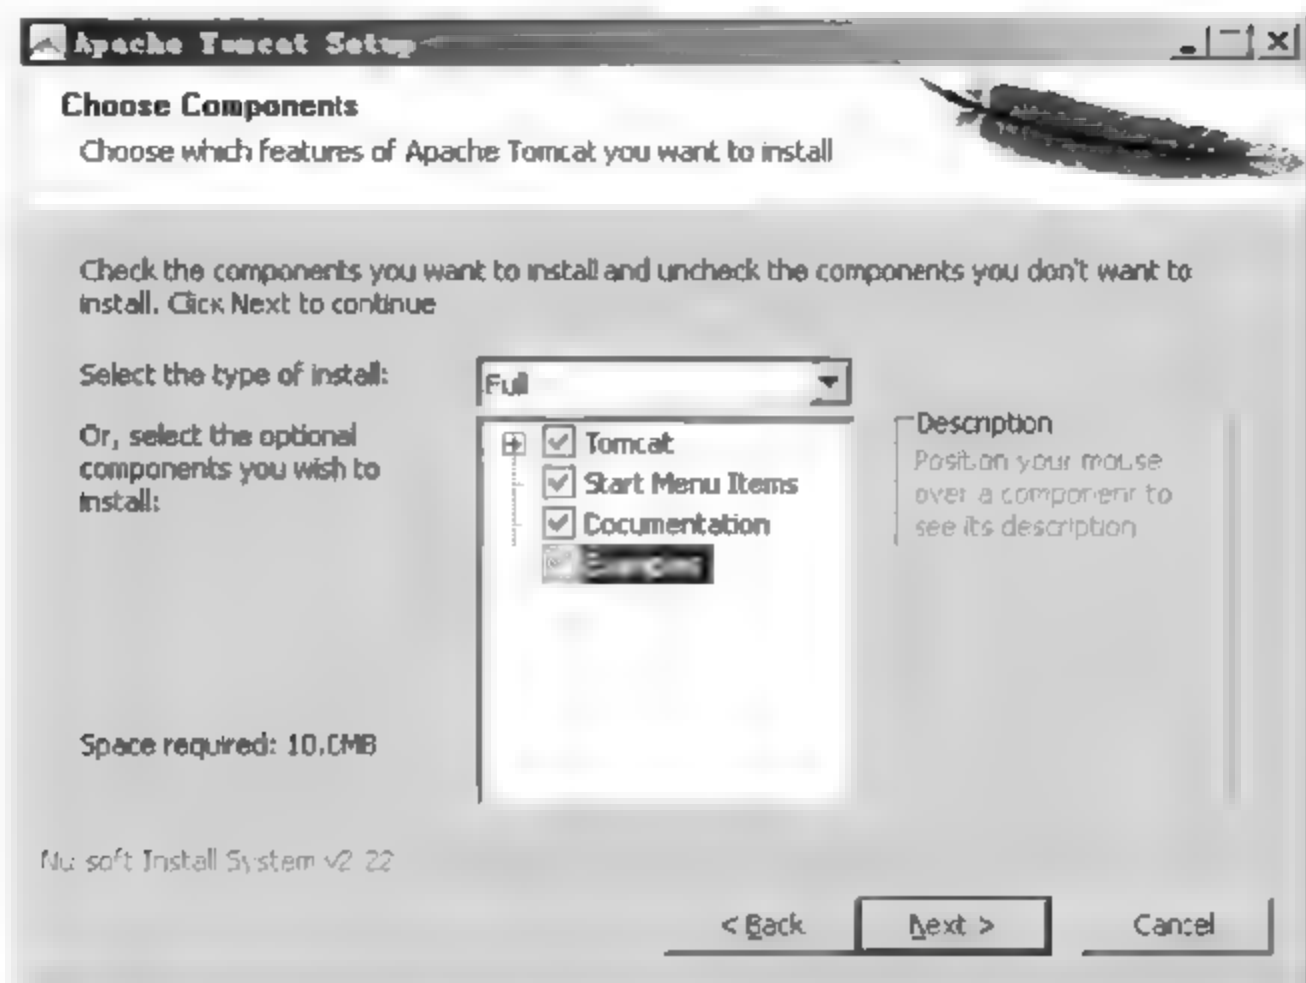 Apache Tomcat Setup
Choose Components
Choose which features of Apache Tomcat you want to install
Check the components you want to install and uncheck the components you don't want to
install. Click Next to continue
Select the type of install:
Full
Or, select the optional
components you wish to
install:
Tomcat
Start Menu Items
Documentation
Description
Position your mouse
over a component to
see its description
Space required: 10.0MB
soft Install System v2 22
< Back
Next >
Cancel